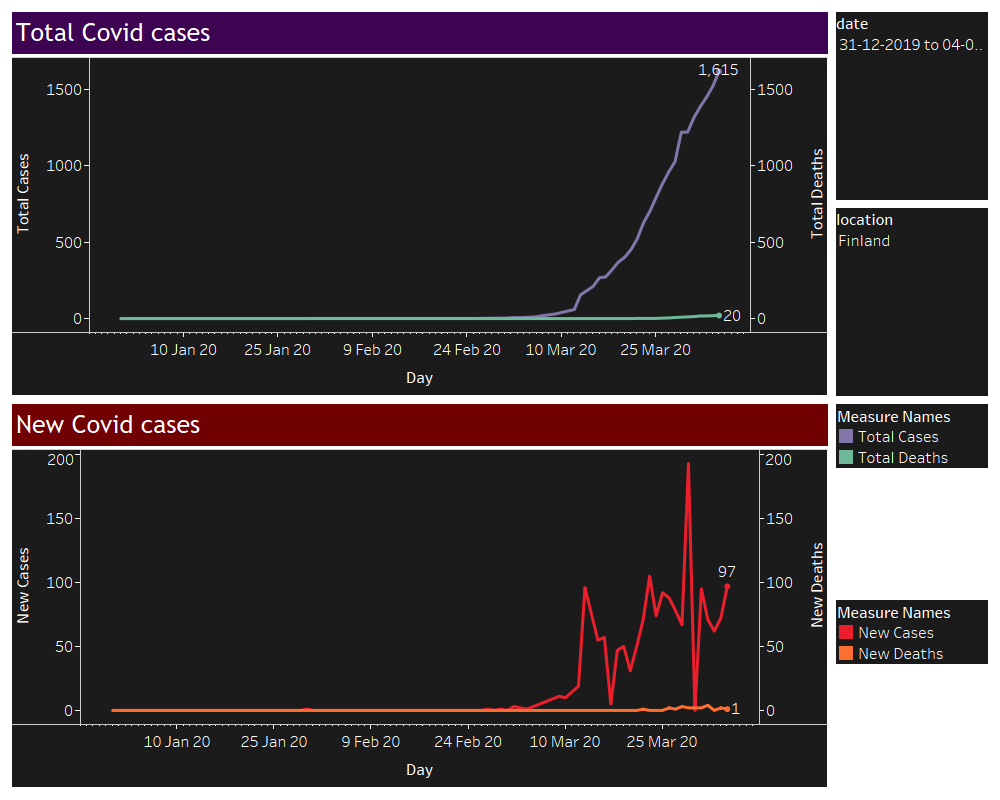 Total Covid cases
1500
1000
500
0
Total Cases
1,615
20
1500
1000
500
0
Total Deaths
10 Jan 20 25 Jan 20 9 Feb 20 24 Feb 20 10 Mar 20 25 Mar 20
Day
date
31-12-2019 to 04-0..
location
Finland
Measure Names
Total Cases
Total Deaths
New Covid cases
200
150
100
50
0
New Cases
97
1
200
150
100
50
0
New Deaths
10 Jan 20 25 Jan 20 9 Feb 20 24 Feb 20 10 Mar 20 25 Mar 20
Day
Measure Names
New Cases
New Deaths